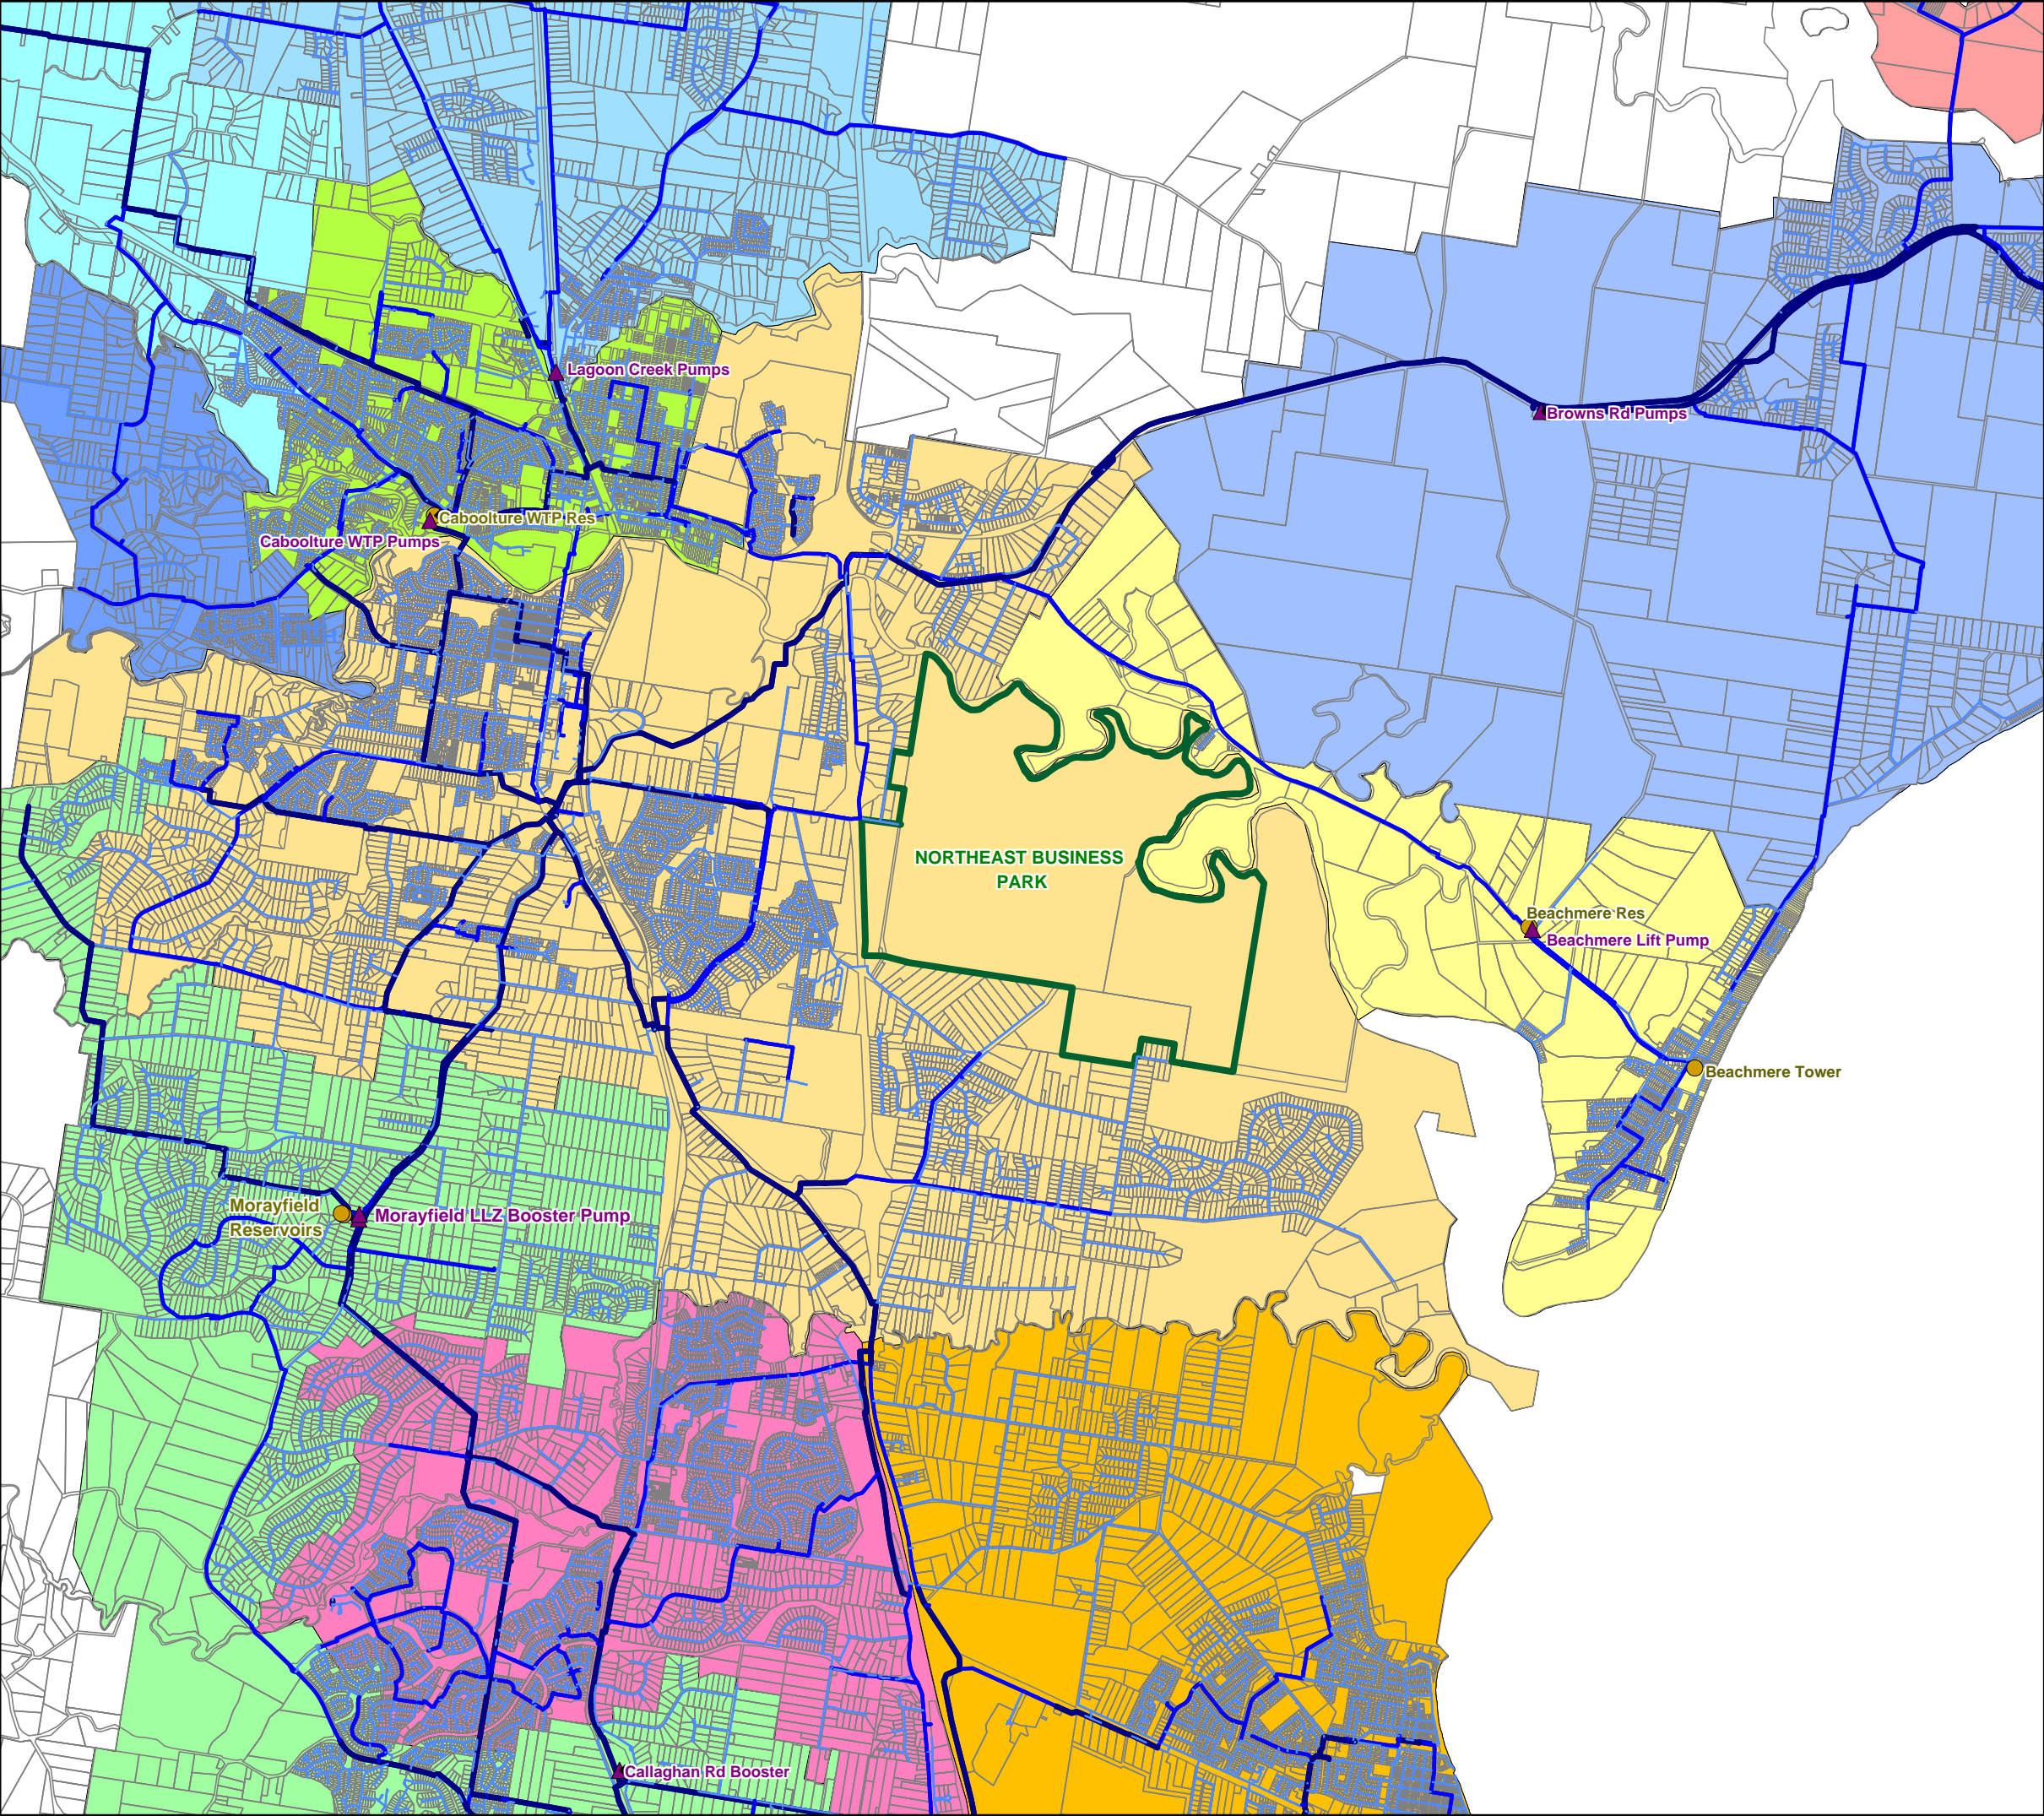 Lagoon Creek Pumps
Browns Rd Pumps
Caboolture WTP Res
Caboolture WTP Pumps
NORTHEAST BUSINESS
PARK
Beachmere Res
Beachmere Lift Pump
Beachmere Tower
Morayfield
Reservoirs
Morayfield LLZ Booster Pump
Callaghan Rd Booster